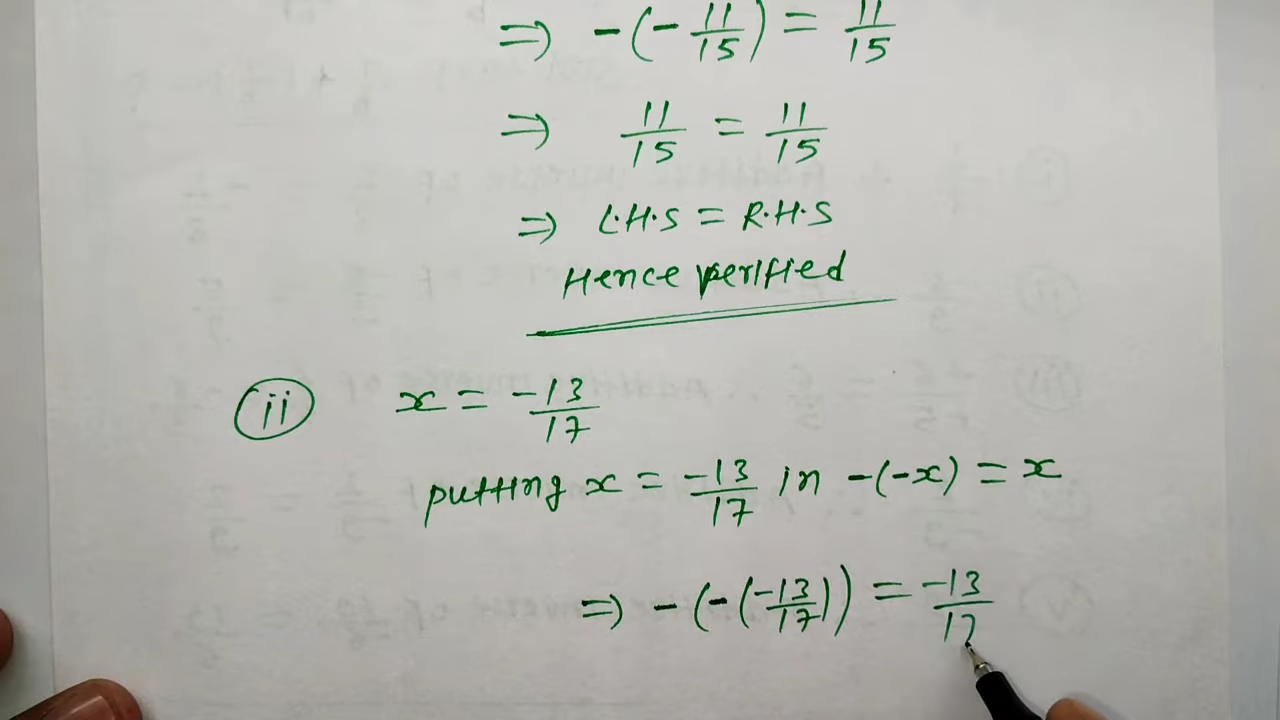 ⇒ -(-11/15) = 11/15
⇒ 11/15 = 11/15
⇒ L.H.S = R.H.S
Hence verified
(ii) x = -13/17
putting x = -13/17 in -(-x) = x
⇒ -(-(-13/17)) = -13/17